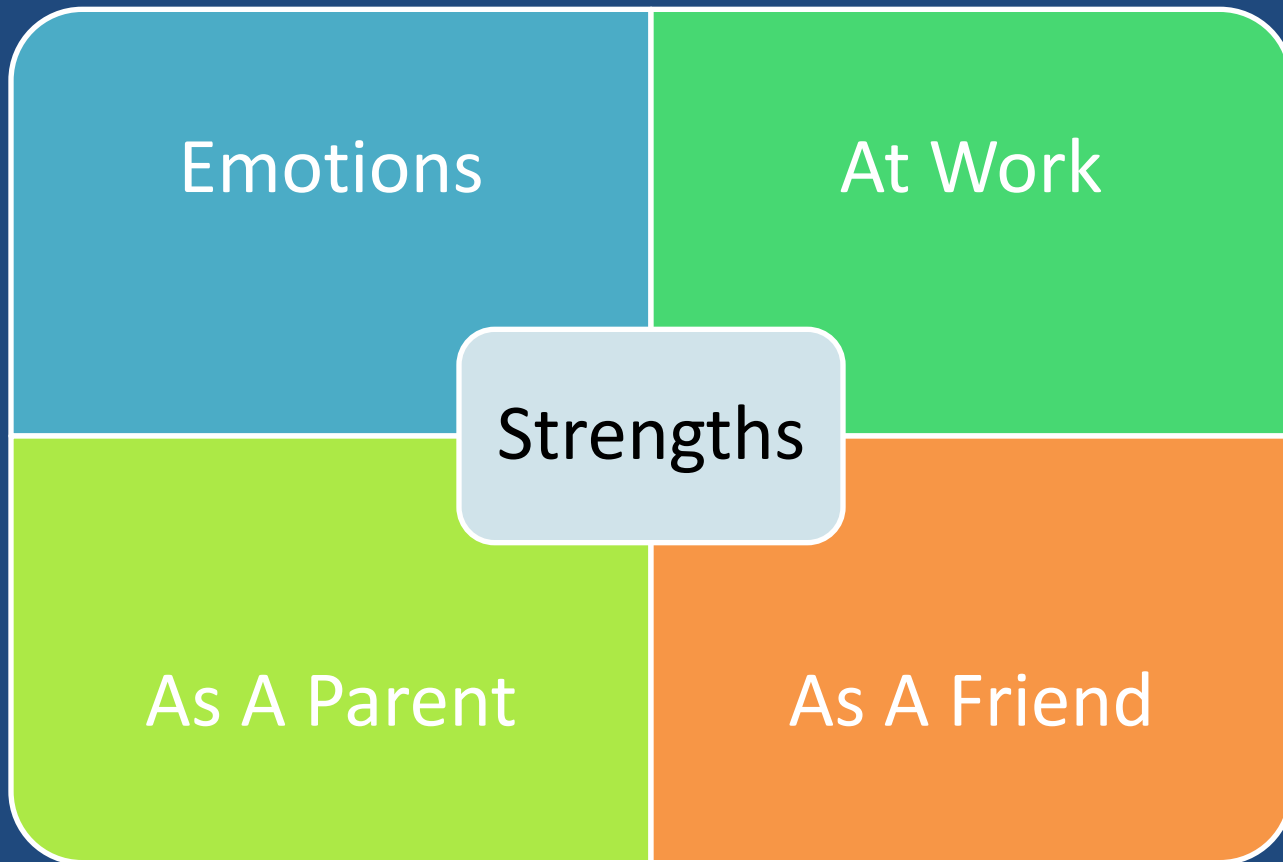 Emotions
At Work
Strengths
As A Parent
As A Friend